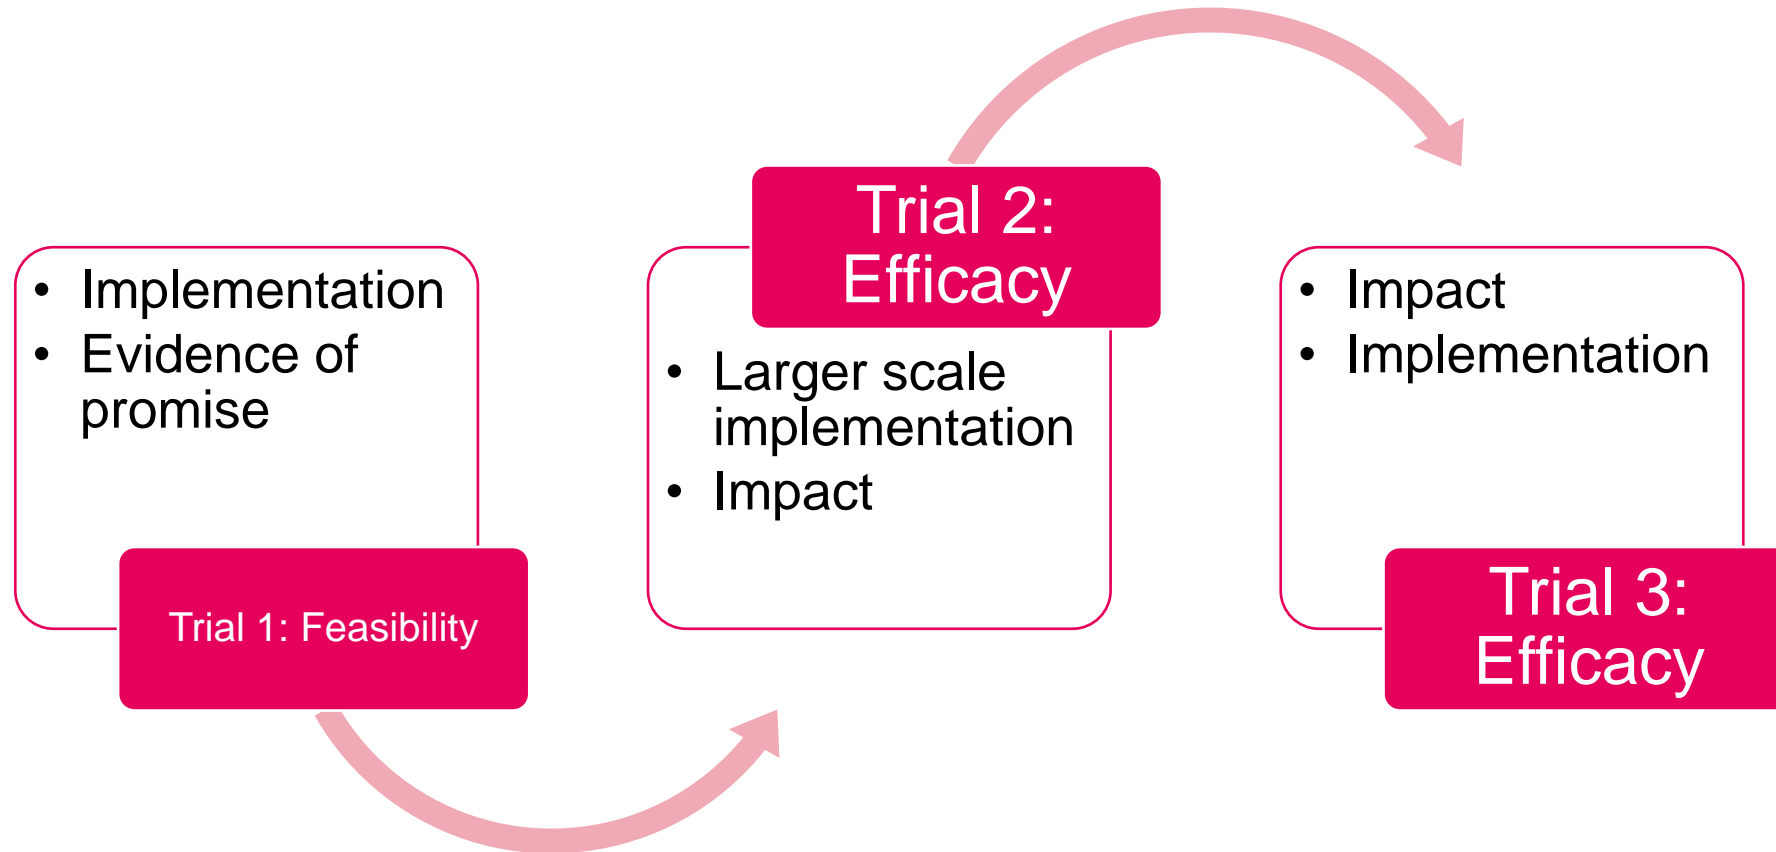 • Implementation
• Evidence of
promise
Trial 1: Feasibility
Trial 2:
Efficacy
• Larger scale
implementation
• Impact
• Impact
• Implementation
Trial 3:
Efficacy